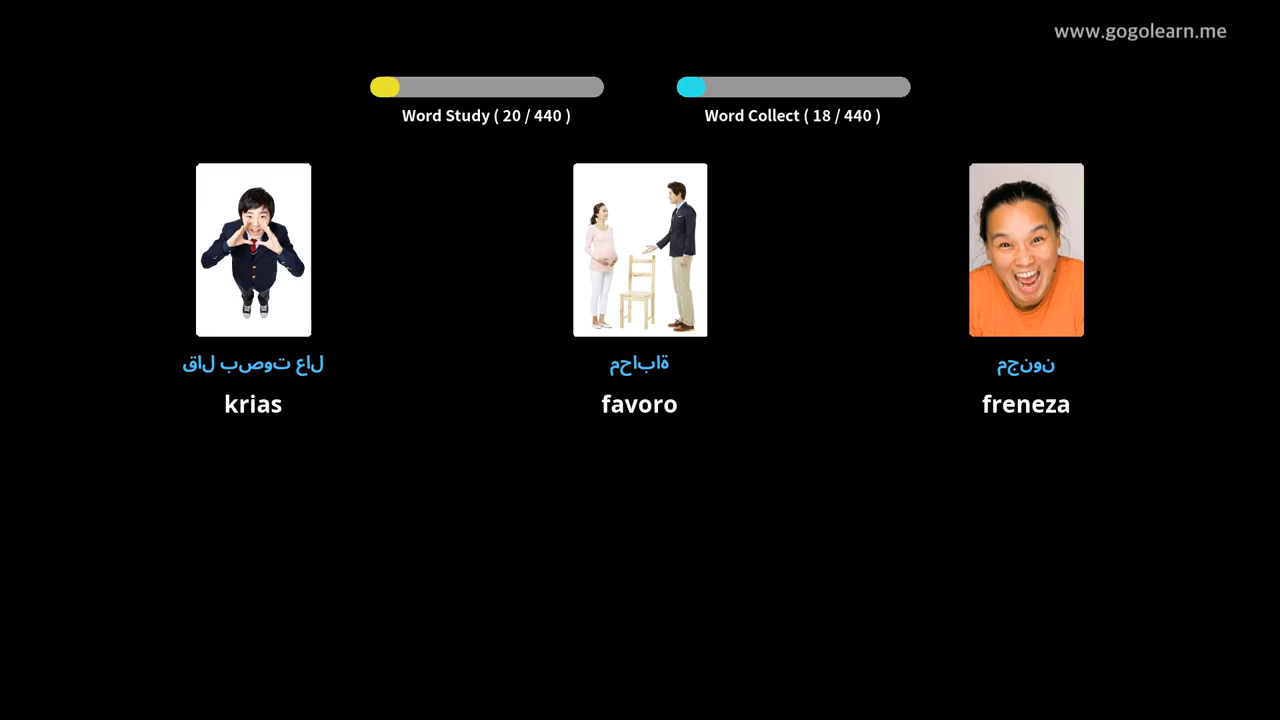 www.gogolearn.me
Word Study ( 20 / 440 )
Word Collect ( 18 / 440 )
قال بصوت عال
محاباة
مجنون
krias
favoro
freneza